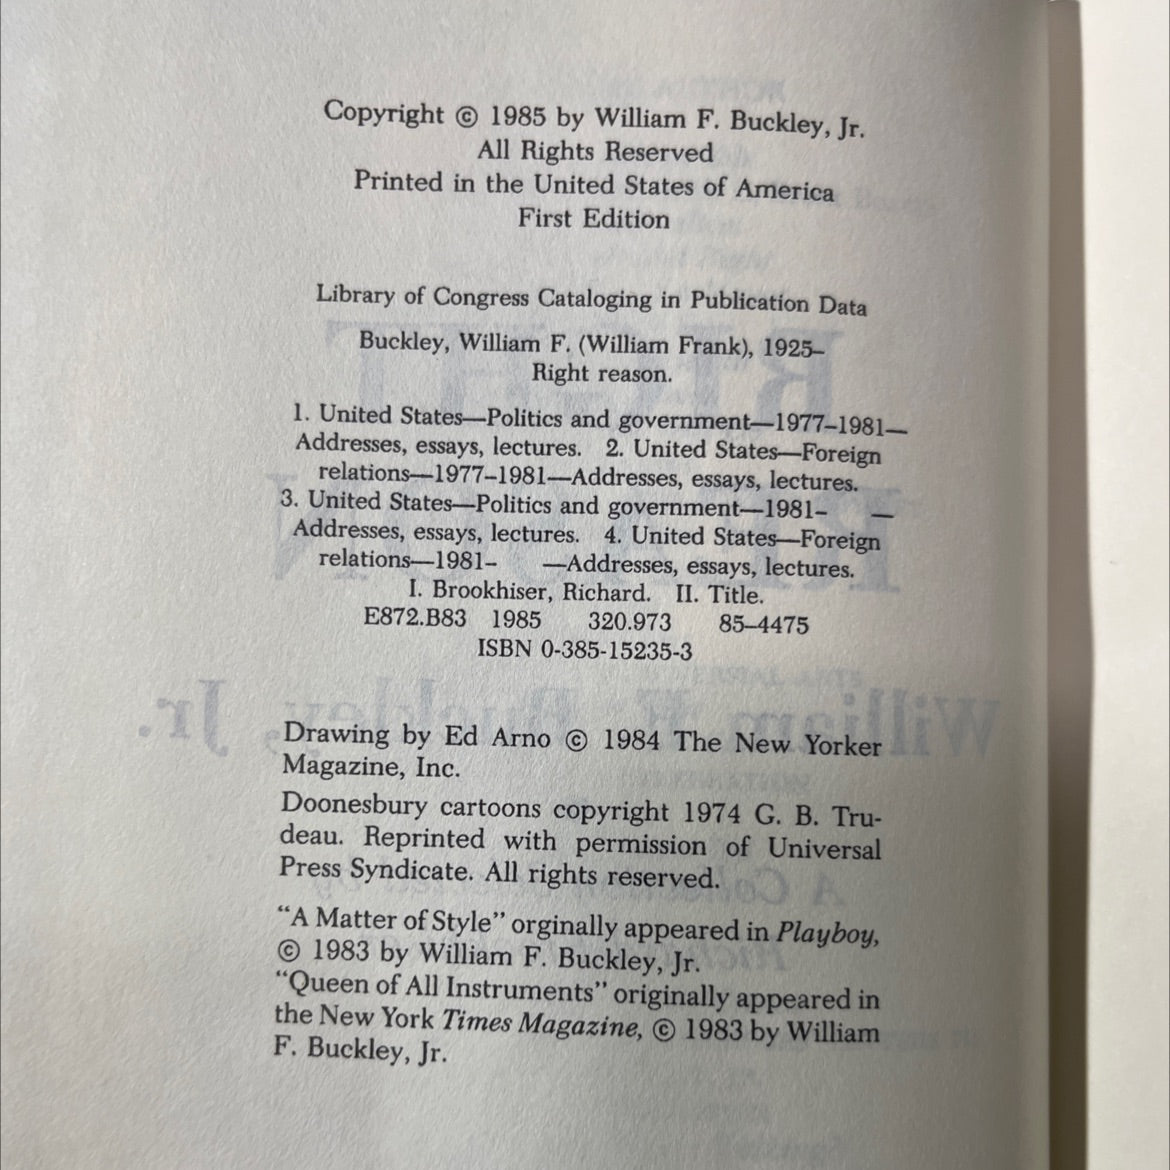 Copyright © 1985 by William F. Buckley, Jr.
All Rights Reserved
Printed in the United States of America
First Edition
Library of Congress Cataloging in Publication Data
Buckley, William F. (William Frank), 1925–
Right reason.
1. United States—Politics and government—1977–1981—
Addresses, essays, lectures. 2. United States—Foreign
relations—1977–1981—Addresses, essays, lectures.
3. United States—Politics and government—1981– —
Addresses, essays, lectures. 4. United States—Foreign
relations—1981– —Addresses, essays, lectures.
I. Brookhiser, Richard. II. Title.
E872.B83 1985 320.973 85–4475
ISBN 0-385-15235-3
Drawing by Ed Arno © 1984 The New Yorker
Magazine, Inc.
Doonesbury cartoons copyright 1974 G. B. Tru-
deau. Reprinted with permission of Universal
Press Syndicate. All rights reserved.
“A Matter of Style” orginally appeared in Playboy,
© 1983 by William F. Buckley, Jr.
“Queen of All Instruments” originally appeared in
the New York Times Magazine, © 1983 by William
F. Buckley, Jr.